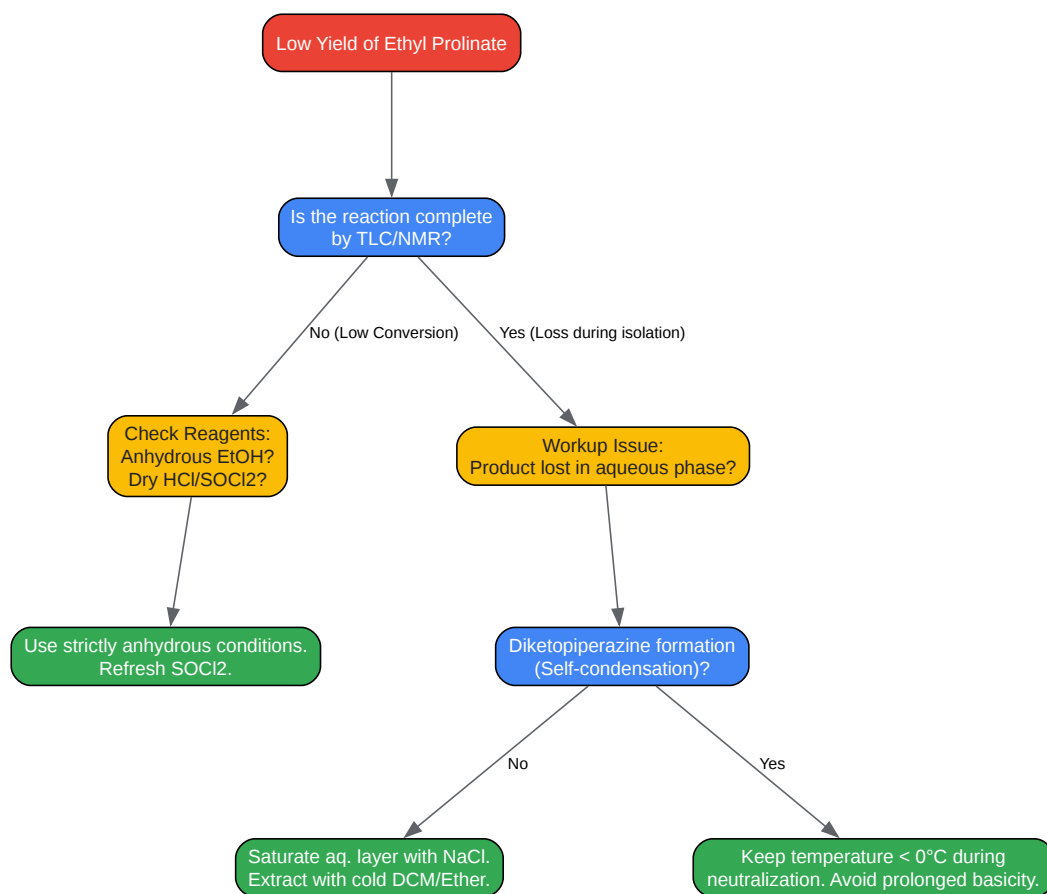 Low Yield of Ethyl Prolinate
Is the reaction complete
by TLC/NMR?
No (Low Conversion)
Yes (Loss during isolation)
Check Reagents:
Anhydrous EtOH?
Dry HCl/SOCl2?
Workup Issue:
Product lost in aqueous phase?
Use strictly anhydrous conditions.
Refresh SOCl2.
Diketopiperazine formation
(Self-condensation)?
No
Yes
Saturate aq. layer with NaCl.
Extract with cold DCM/Ether.
Keep temperature < 0°C during
neutralization. Avoid prolonged basicity.